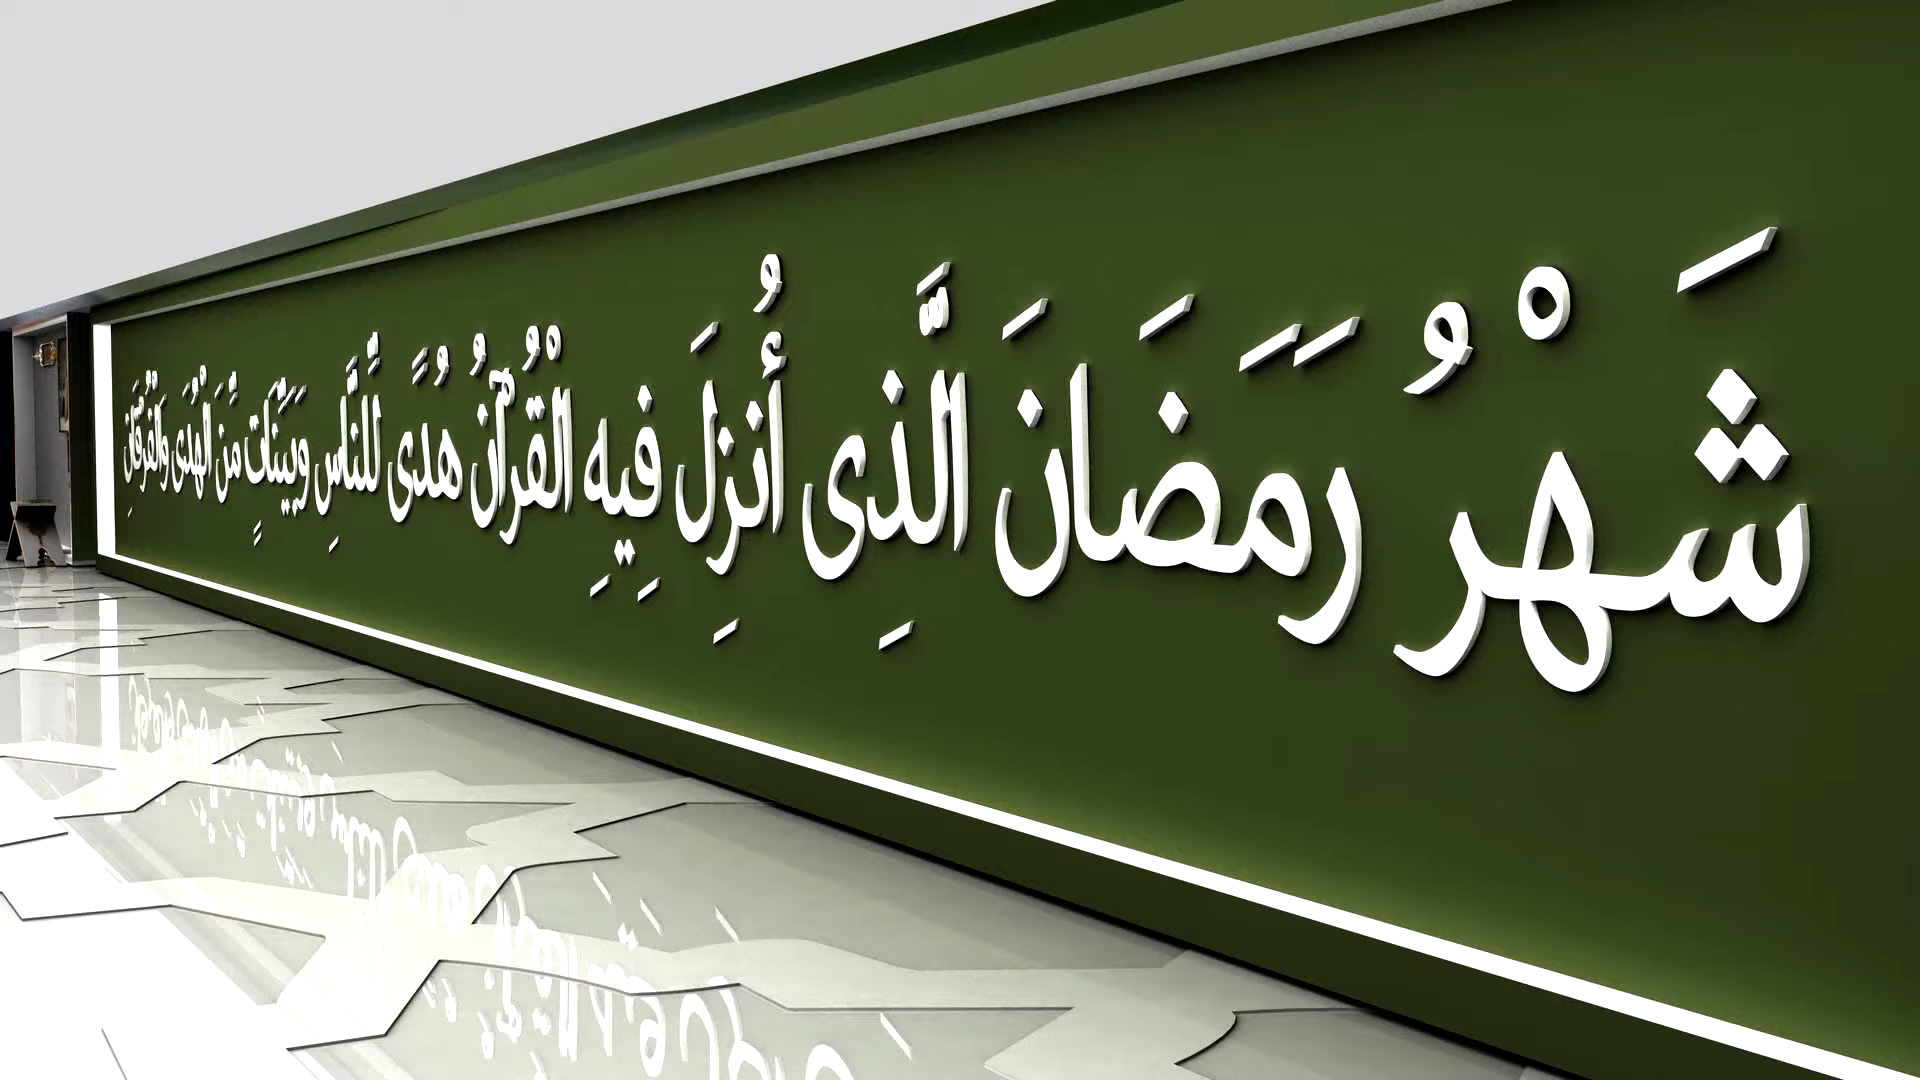 شَهْرُ رَمَضَانَ الَّذِى أُنزِلَ فِيهِ الْقُرْآنُ هُدًى لِّلنَّاسِ وَبَيِّنَاتٍ مِّنَ الْهُدَى وَالْفُرْقَانِ